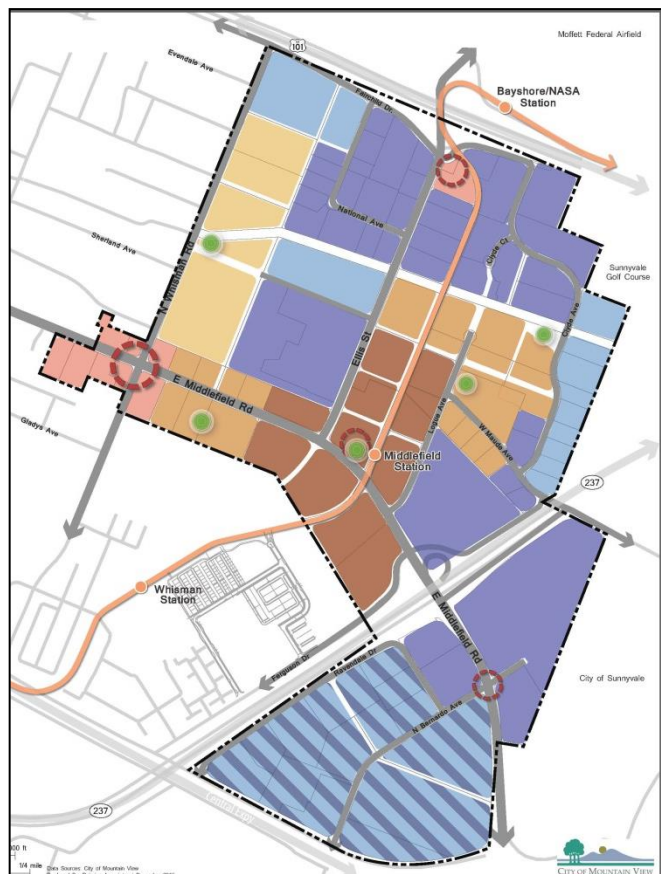 Moffett Federal Airfield
101
Evendale Ave
Fairchild Dr
Bayshore/NASA
Station
National Ave
Clyde Ct
Sherland Ave
N Whisman Rd
Sunnyvale
Golf Course
Clyde Ave
Ellis St
E Middlefield Rd
Logue Ave
Gladys Ave
W Maude Ave
Middlefield
Station
237
Whisman
Station
E Middlefield Rd
Ferguson Dr
Ravendale Dr
City of Sunnyvale
N Bernardo Ave
Central Expy
237
00 ft
1/4 mile
Data Sources: City of Mountain View
CITY OF MOUNTAIN VIEW